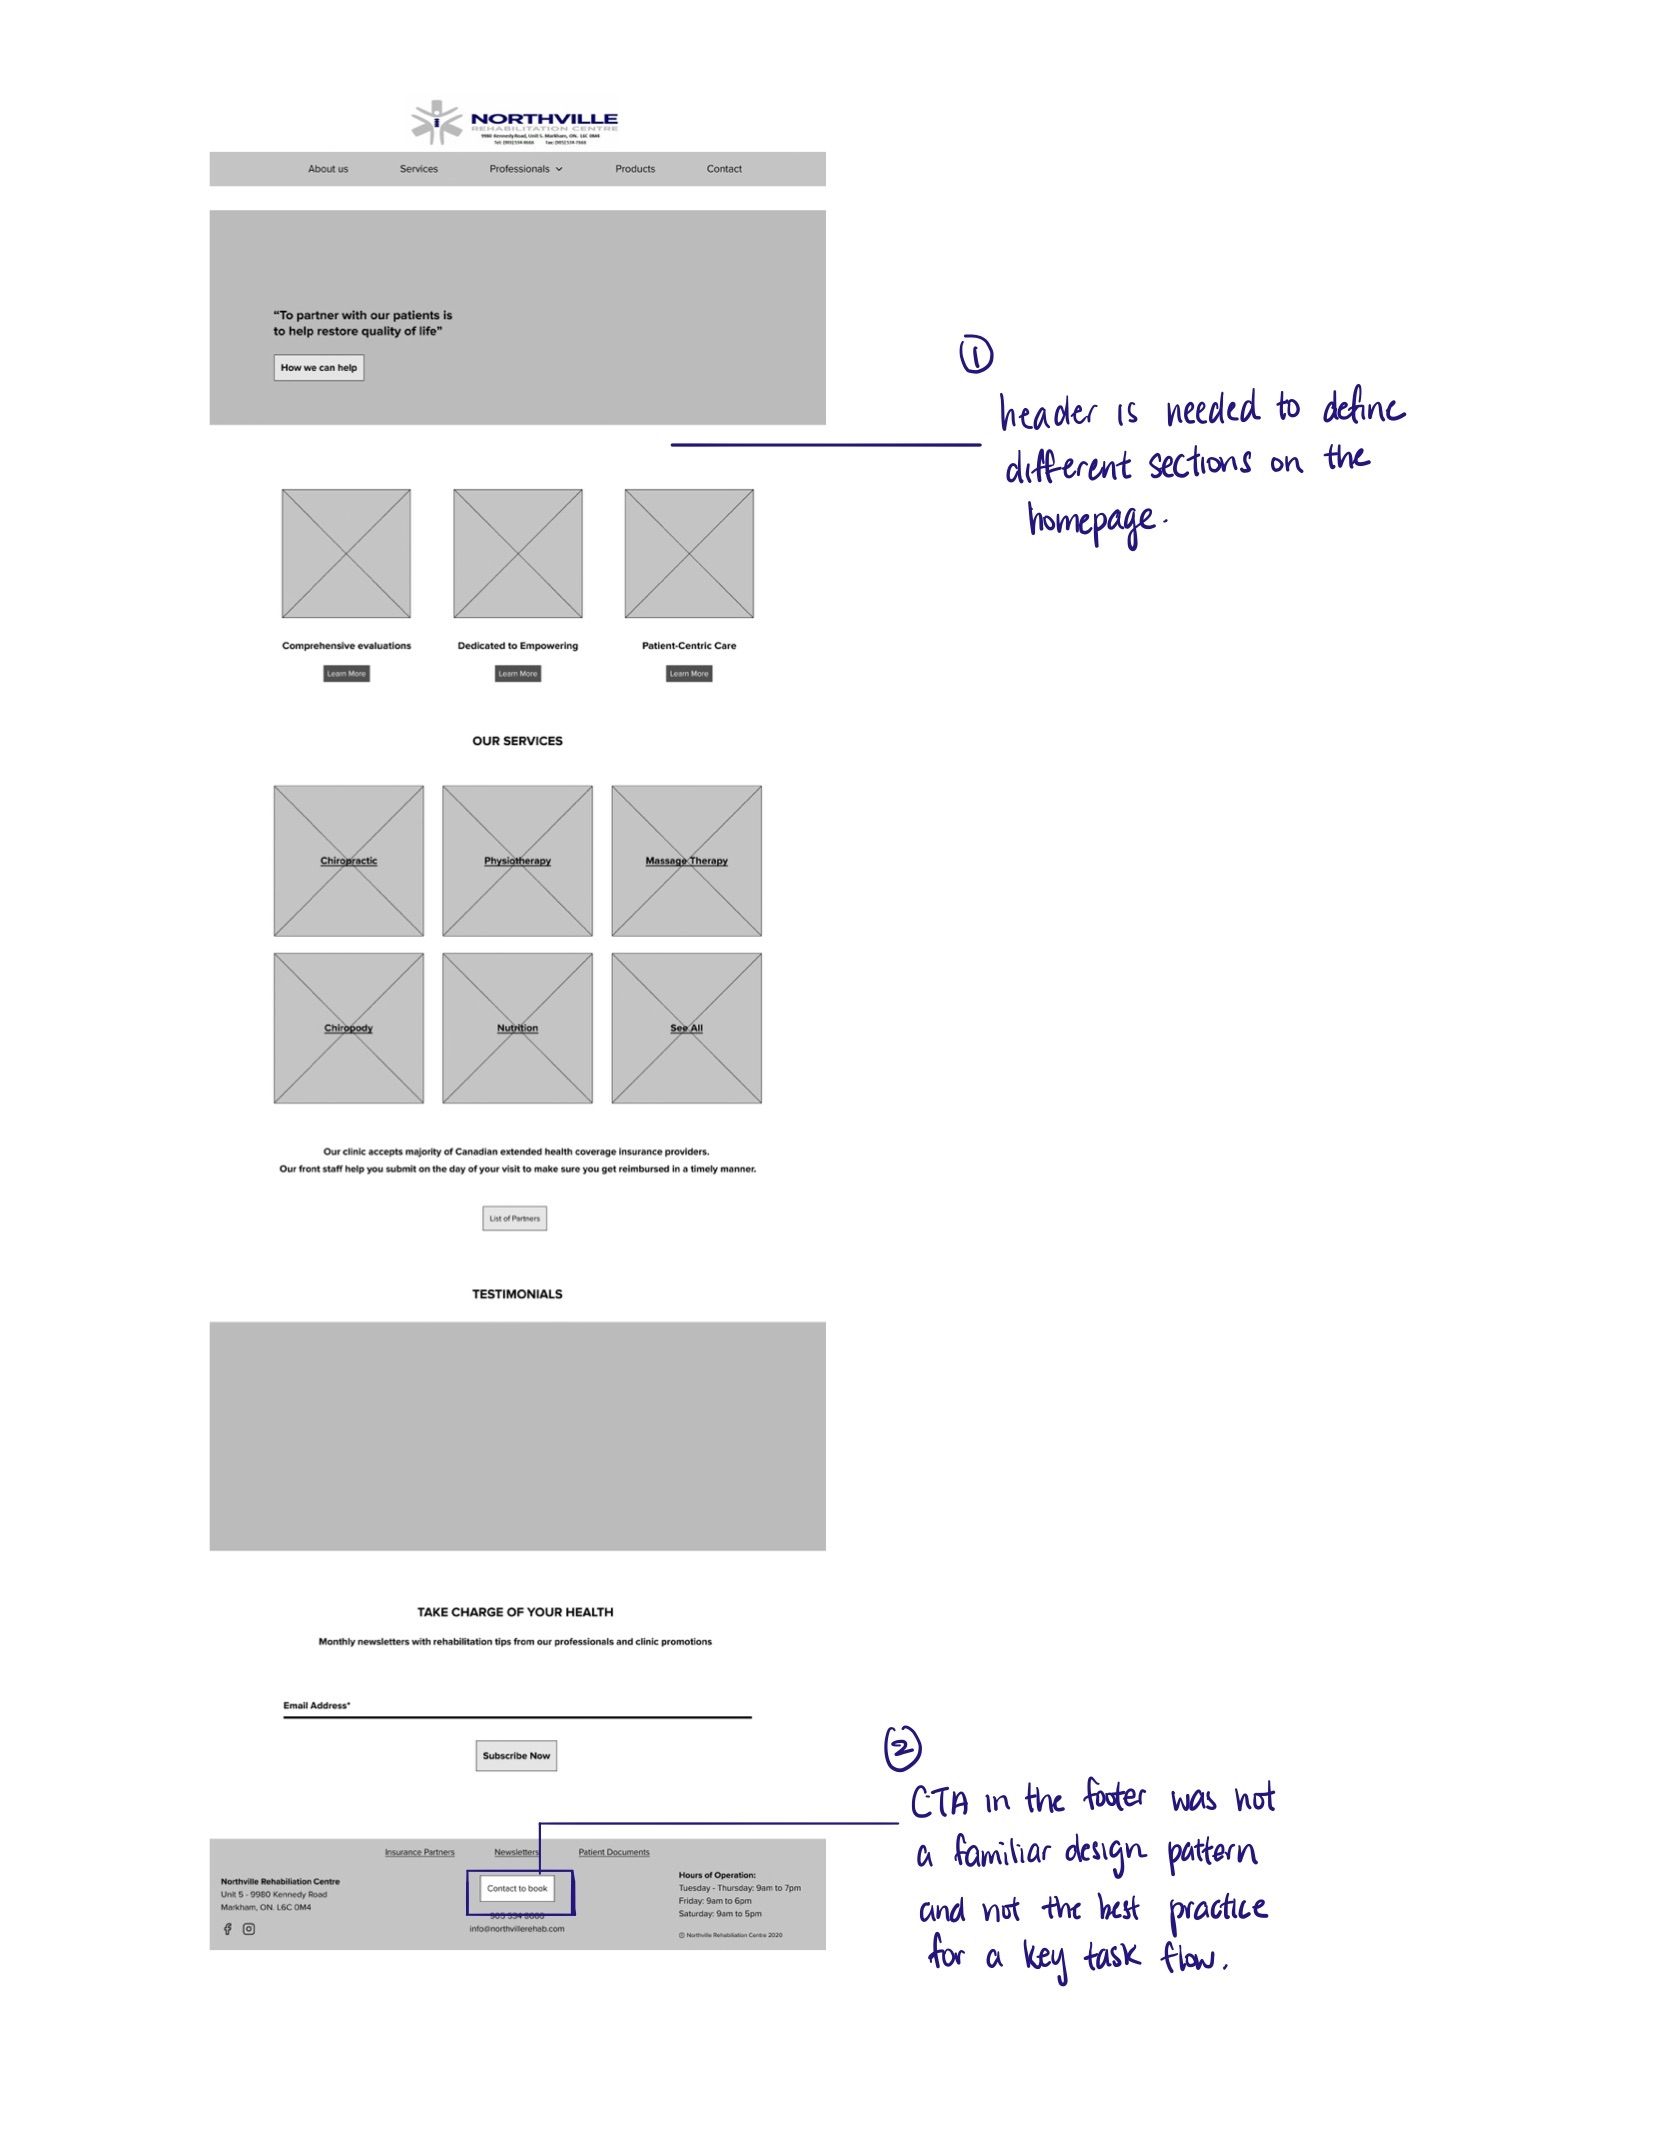 NORTHVILLE
REHABILITATION CENTRE
9980 Kennedy Road, Unit 5, Markham, ON. L6C 0M4
About us Services Professionals Products Contact
“To partner with our patients is
to help restore quality of life”
How we can help
1
header is needed to define
different sections on the
homepage.
Comprehensive evaluations Dedicated to Empowering Patient-Centric Care
Learn More Learn More Learn More
OUR SERVICES
Chiropractic Physiotherapy Massage Therapy
Chiropody Nutrition See All
Our clinic accepts majority of Canadian extended health coverage insurance providers.
Our front staff help you submit on the day of your visit to make sure you get reimbursed in a timely manner.
List of Partners
TESTIMONIALS
TAKE CHARGE OF YOUR HEALTH
Monthly newsletters with rehabilitation tips from our professionals and clinic promotions
Email Address*
Subscribe Now
2
CTA in the footer was not
a familiar design pattern
and not the best practice
for a key task flow.
Insurance Partners Newsletters Patient Documents
Northville Rehabiliation Centre
Unit 5 - 9980 Kennedy Road
Markham, ON. L6C 0M4
Contact to book
info@northvillerehab.com
Hours of Operation:
Tuesday - Thursday: 9am to 7pm
Friday: 9am to 6pm
Saturday: 9am to 5pm
© Northville Rehabiliation Centre 2020